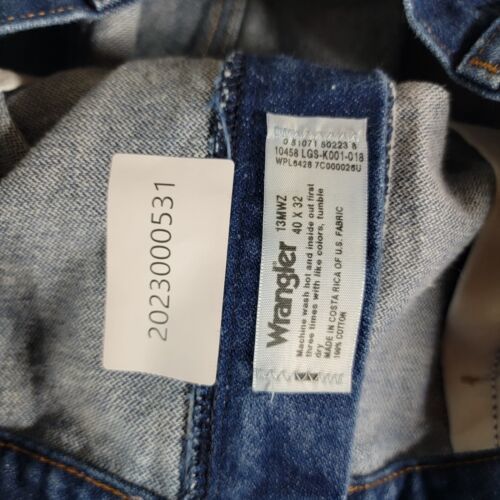 2023000531
0 81071 50223 8
10458 LGS-K001-018
WPL6428 7C000026U
Wrangler
13MWZ
40 X 32
Machine wash hot and inside out first
three times with like colors, tumble
dry
MADE IN COSTA RICA OF U.S. FABRIC
100% COTTON